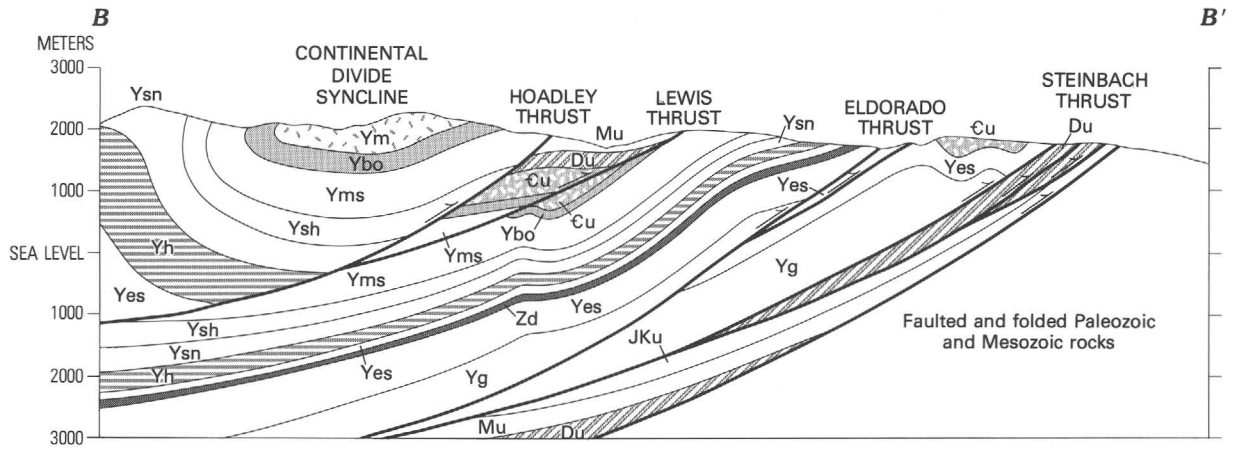 B
B'
METERS
3000
2000
1000
SEA LEVEL
1000
2000
3000
CONTINENTAL
DIVIDE
SYNCLINE
HOADLEY
THRUST
LEWIS
THRUST
ELDORADO
THRUST
STEINBACH
THRUST
Ysn
Ym
Ybo
Yms
Ysh
Yh
Yes
Mu
Du
Ꞓu
Ꞓu
Ybo
Yms
Yms
Ysh
Ysn
Yh
Yes
Zd
Yes
Yg
Ysn
Yes
Ꞓu
Yes
Du
Yg
JKu
Mu
Du
Faulted and folded Paleozoic
and Mesozoic rocks